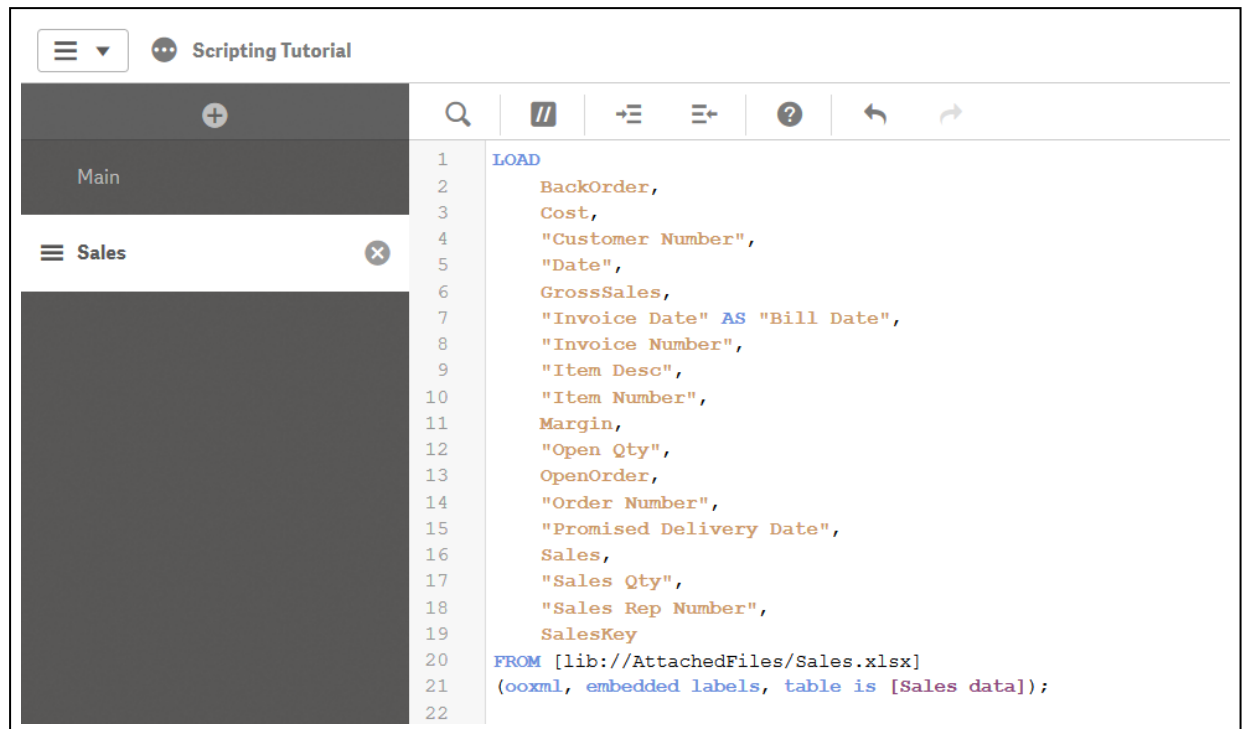 Scripting Tutorial
//
?
Main
Sales
1 LOAD
2 BackOrder,
3 Cost,
4 "Customer Number",
5 "Date",
6 GrossSales,
7 "Invoice Date" AS "Bill Date",
8 "Invoice Number",
9 "Item Desc",
10 "Item Number",
11 Margin,
12 "Open Qty",
13 OpenOrder,
14 "Order Number",
15 "Promised Delivery Date",
16 Sales,
17 "Sales Qty",
18 "Sales Rep Number",
19 SalesKey
20 FROM [lib://AttachedFiles/Sales.xlsx]
21 (ooxml, embedded labels, table is [Sales data]);
22